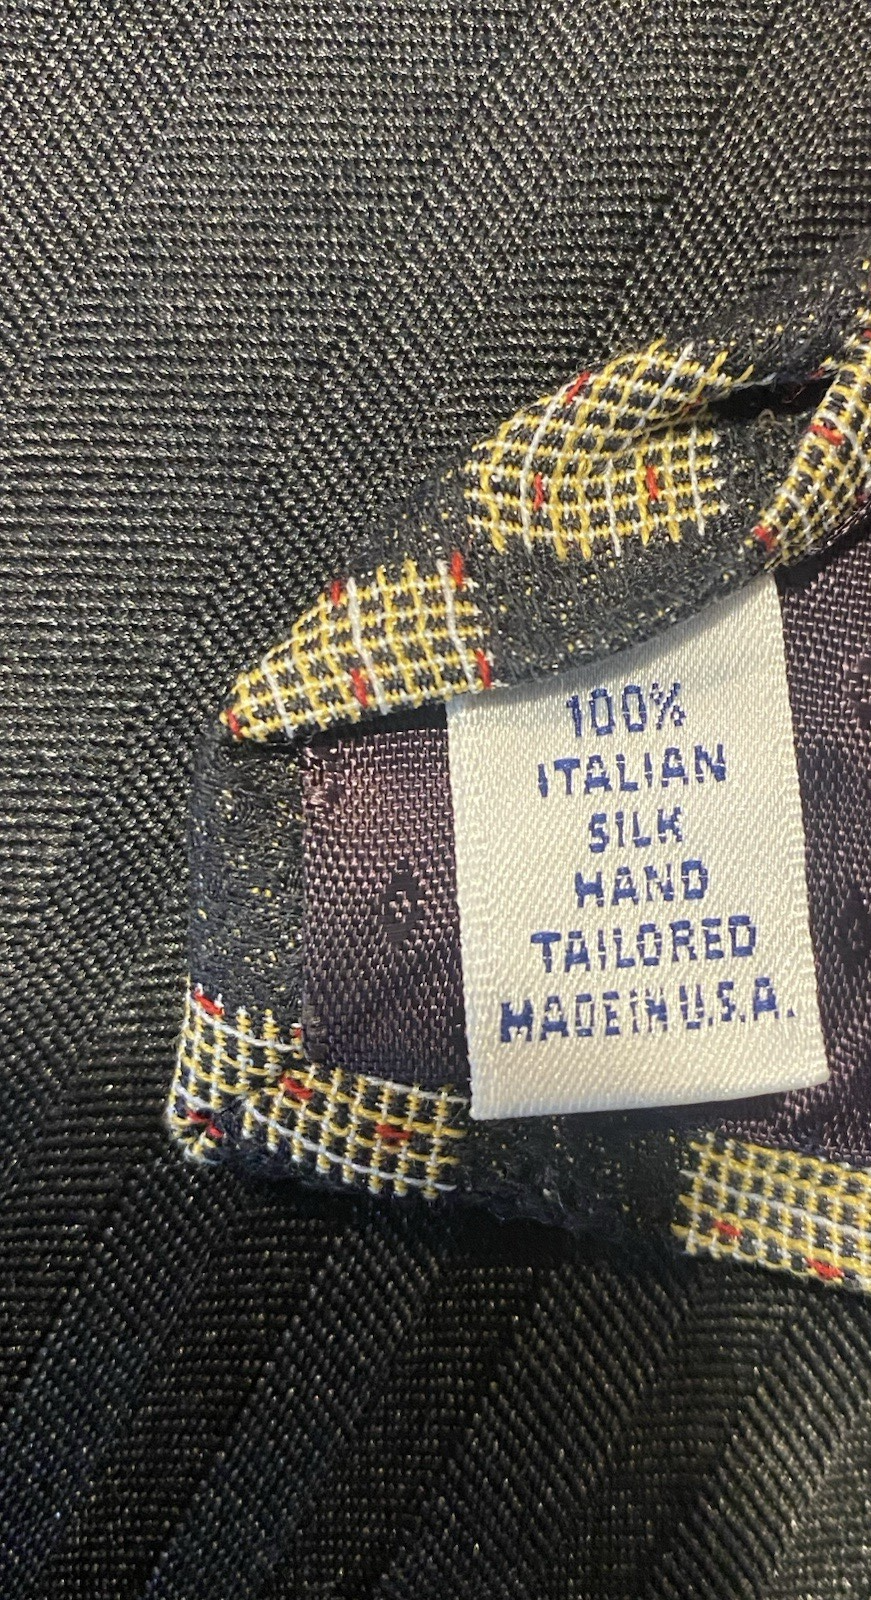 100%
ITALIAN
SILK
HAND
TAILORED
MADE IN U.S.A.